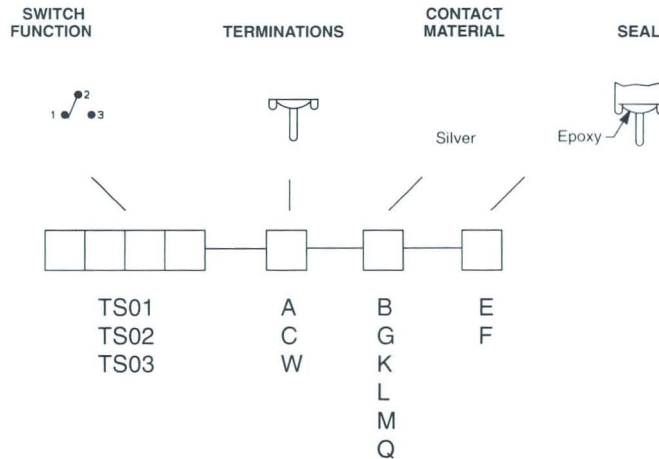 SWITCH FUNCTION
TERMINATIONS
CONTACT MATERIAL
SEAL
1
2
3
Silver
Epoxy
TS01 A B E
TS02 C G F
TS03 W K
L
M
Q